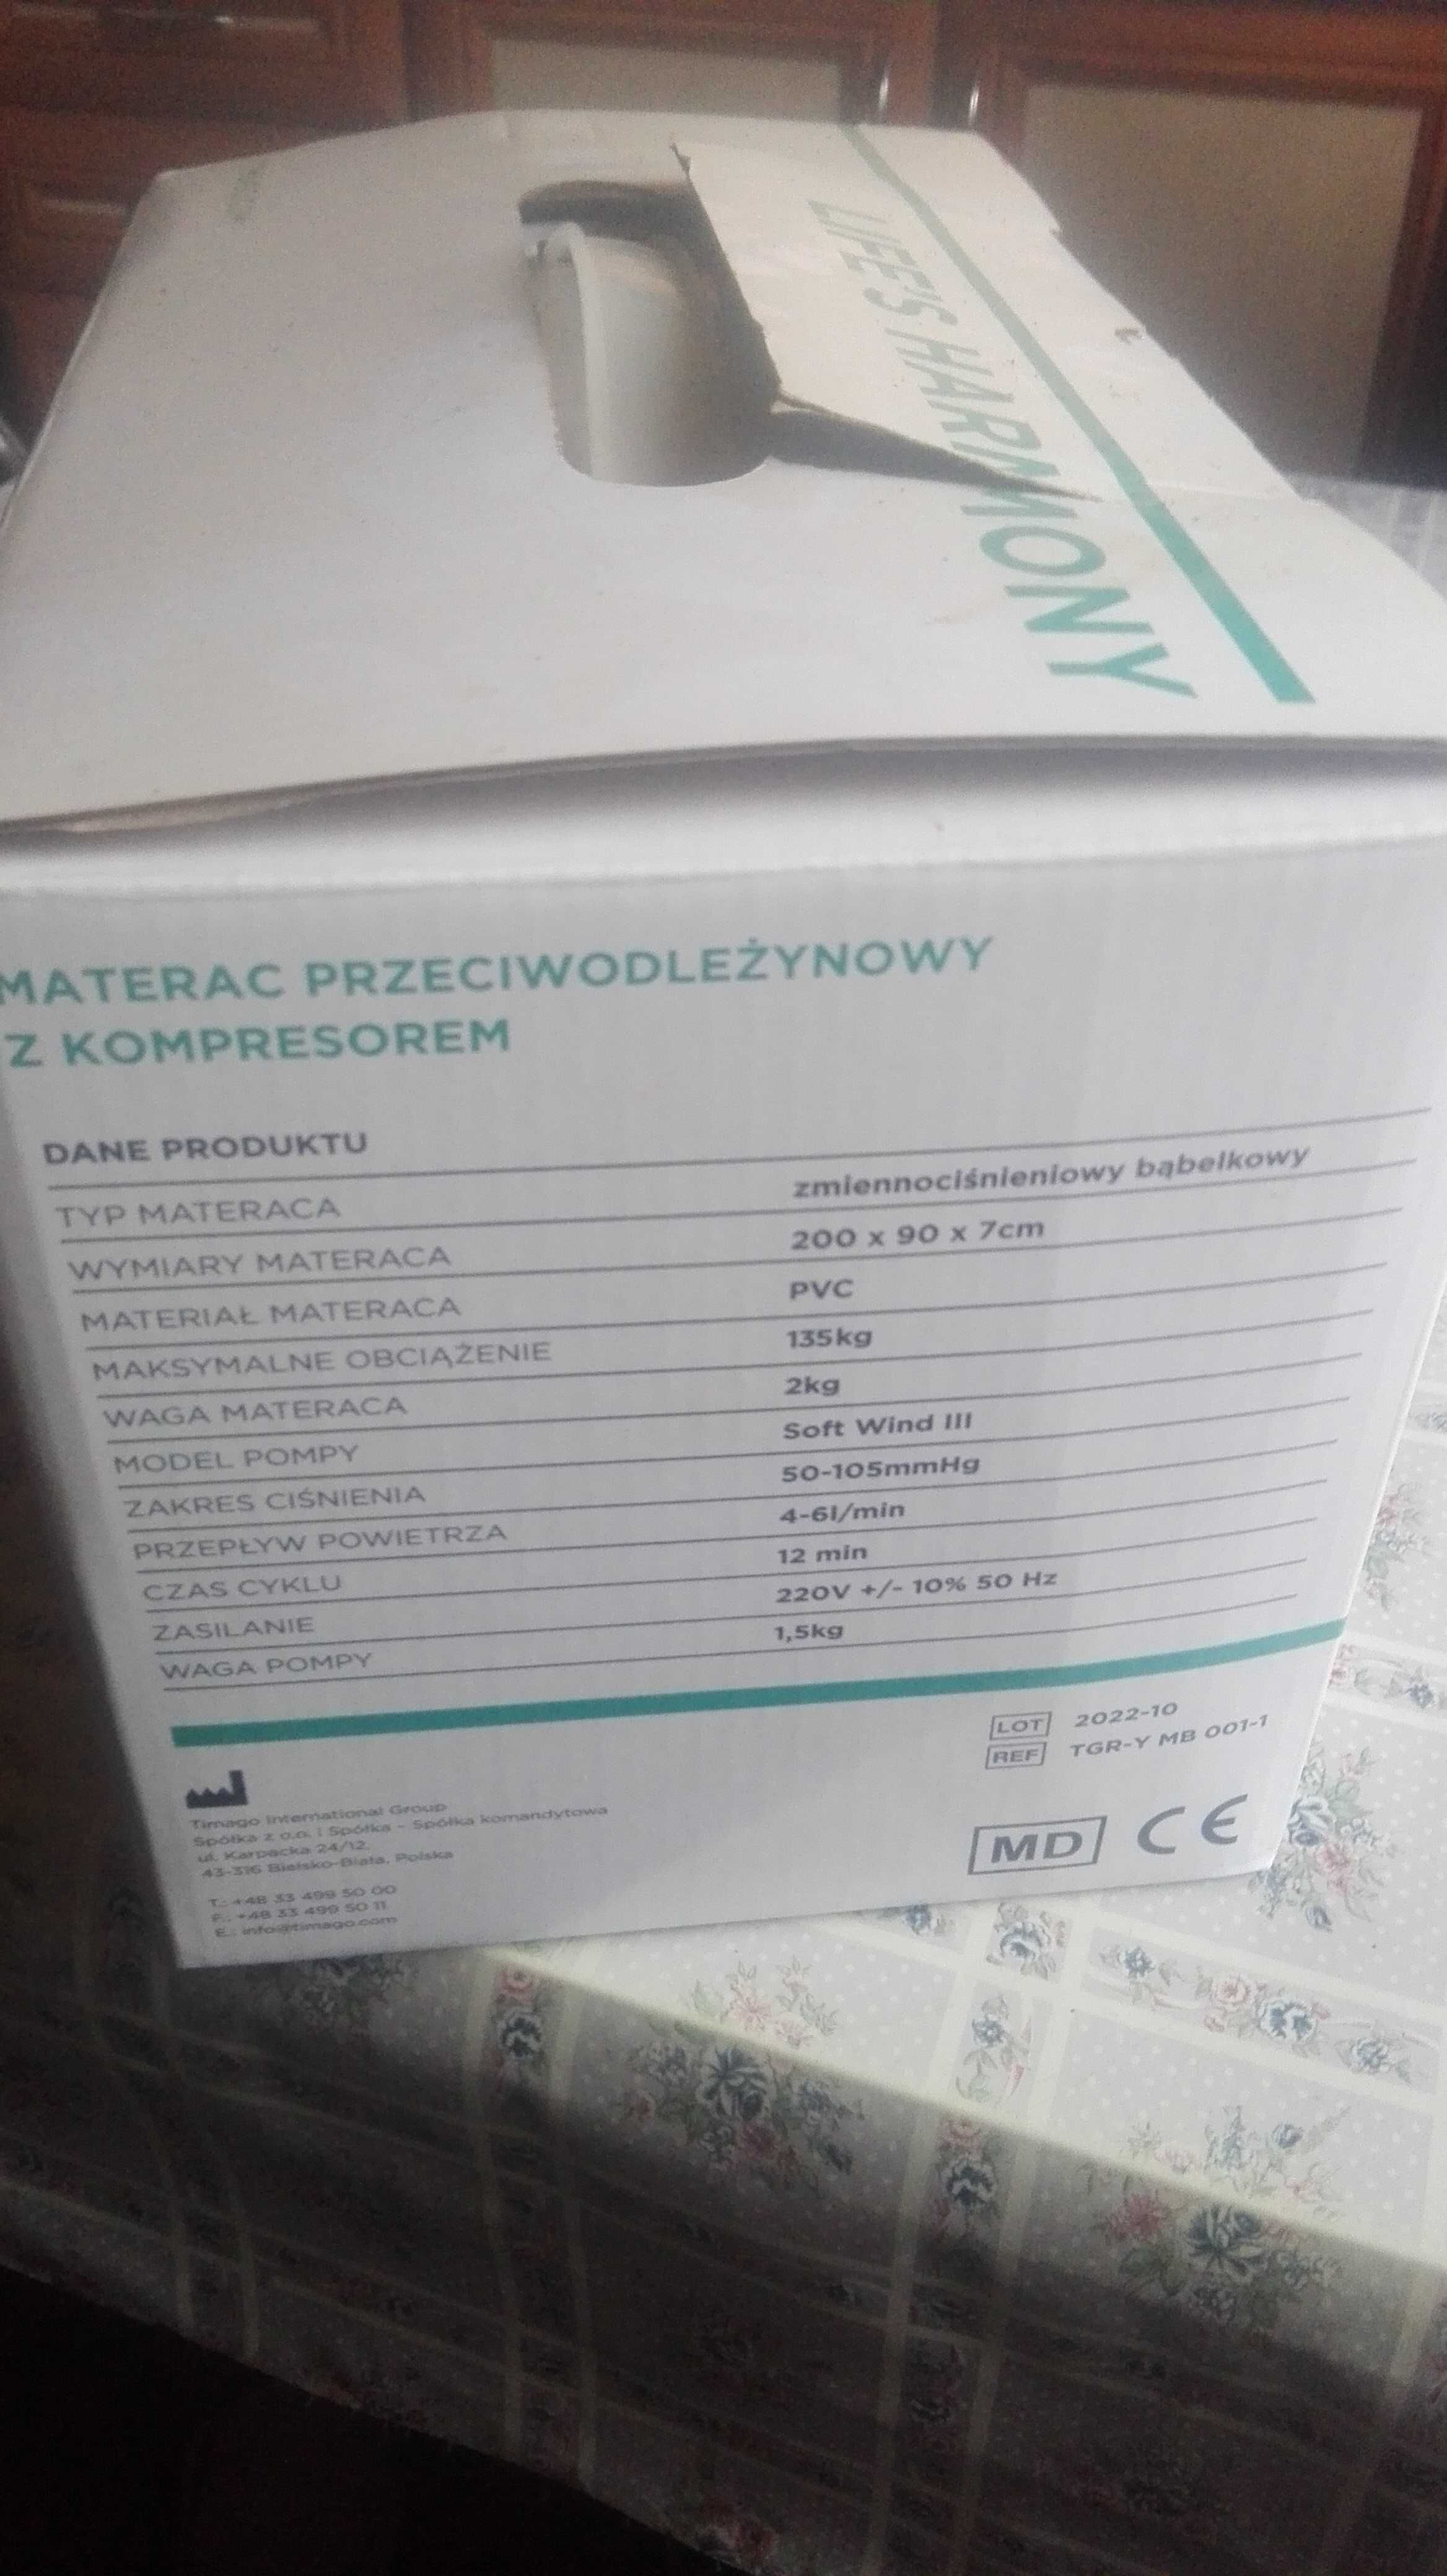 LIFE'S HARMONY
MATERAC PRZECIWODLEŻYNOWY
Z KOMPRESOREM
DANE PRODUKTU
TYP MATERACA zmiennociśnieniowy bąbelkowy
WYMIARY MATERACA 200 x 90 x 7cm
MATERIAŁ MATERACA PVC
MAKSYMALNE OBCIĄŻENIE 135kg
WAGA MATERACA 2kg
MODEL POMPY Soft Wind III
ZAKRES CIŚNIENIA 50-105mmHg
PRZEPŁYW POWIETRZA 4-6l/min
CZAS CYKLU 12 min
ZASILANIE 220V +/- 10% 50 Hz
WAGA POMPY 1,5kg
LOT 2022-10
REF TGR-Y MB 001-1
Timago International Group
Spółka z o.o. i Spółka - Spółka komandytowa
ul. Karpacka 24/12
43-316 Bielsko-Biała, Polska
T.: +48 33 499 50 00
F.: +48 33 499 50 11
E.: info@timago.com
MD CE